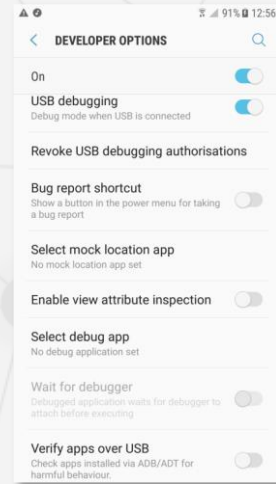 91% 12:56
DEVELOPER OPTIONS
On
USB debugging
Debug mode when USB is connected
Revoke USB debugging authorisations
Bug report shortcut
Show a button in the power menu for taking
a bug report
Select mock location app
No mock location app set
Enable view attribute inspection
Select debug app
No debug application set
Wait for debugger
Debugged application waits for debugger to
attach before executing
Verify apps over USB
Check apps installed via ADB/ADT for
harmful behaviour.